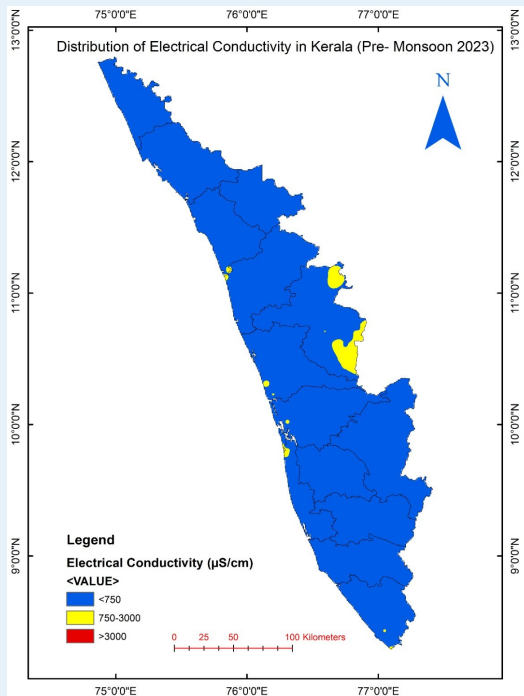 75°0'0"E 76°0'0"E 77°0'0"E
Distribution of Electrical Conductivity in Kerala (Pre- Monsoon 2023)
N
13°0'0"N 13°0'0"N
12°0'0"N 12°0'0"N
11°0'0"N 11°0'0"N
10°0'0"N 10°0'0"N
9°0'0"N 9°0'0"N
Legend
Electrical Conductivity (µS/cm)
<VALUE>
<750
750-3000
>3000
0 25 50 100 Kilometers
75°0'0"E 76°0'0"E 77°0'0"E